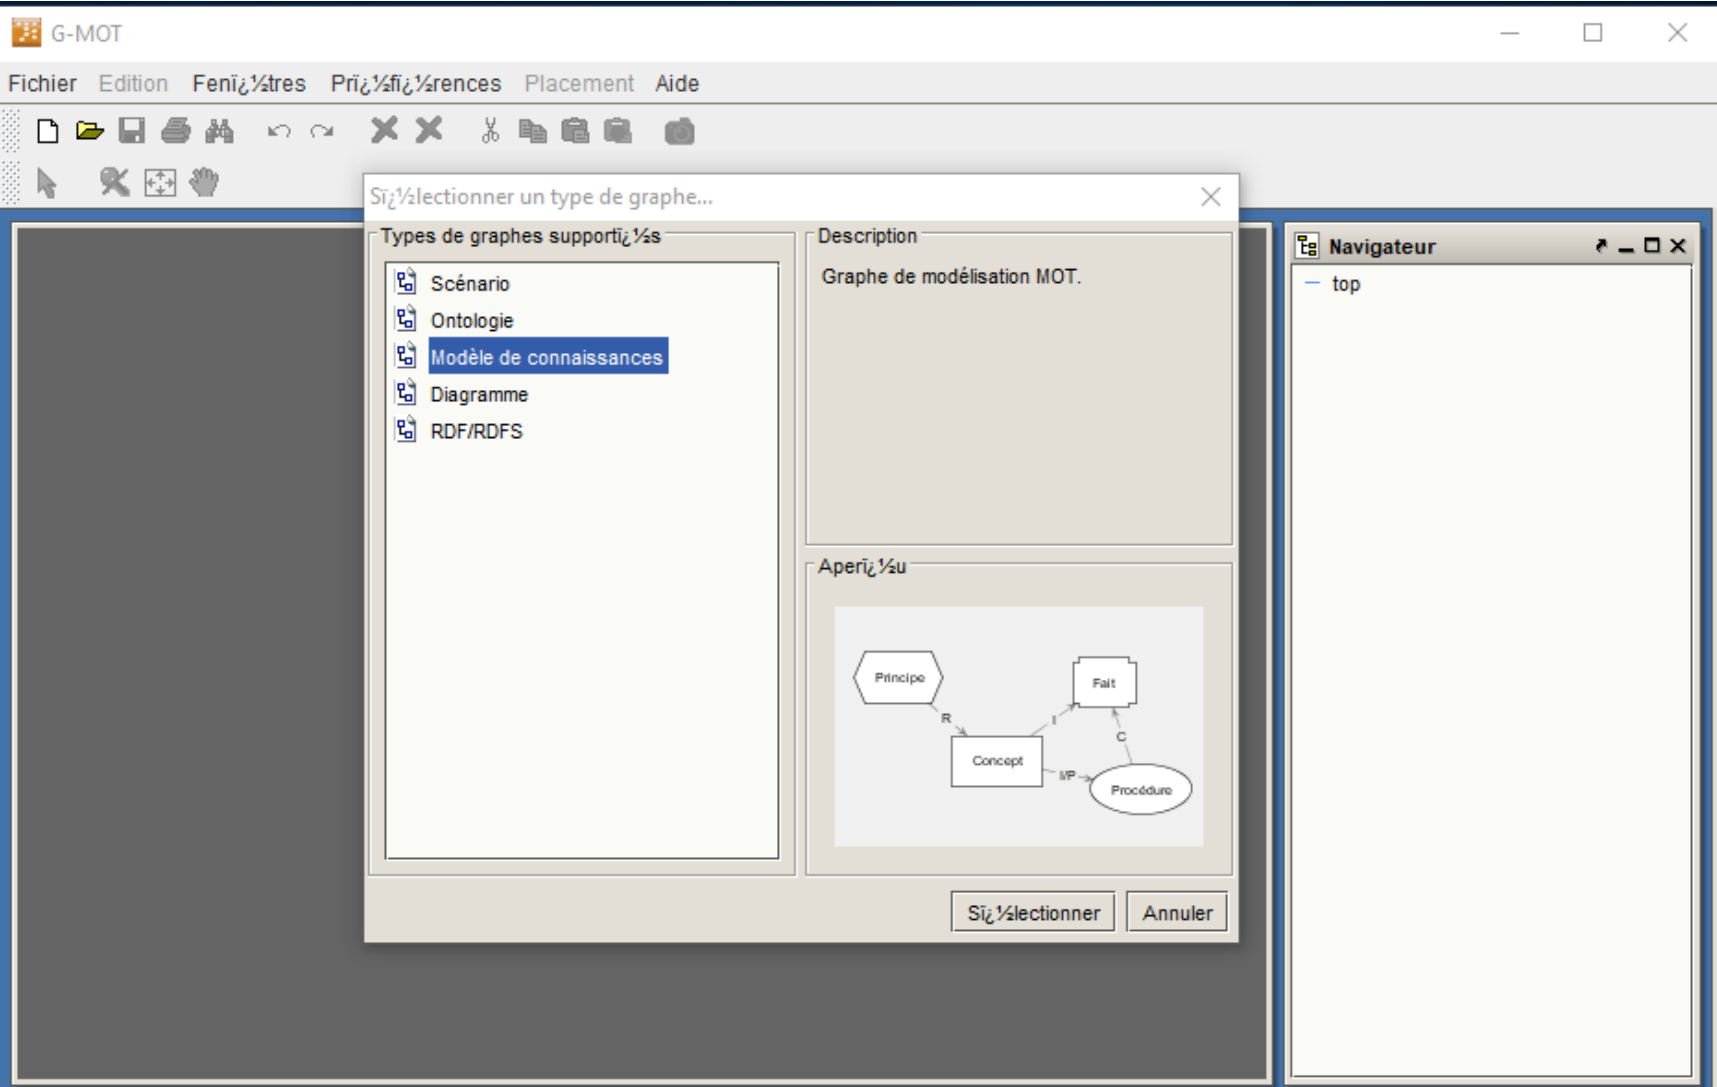 G-MOT
Fichier Edition Fenï¿½tres Prï¿½fï¿½rences Placement Aide
Sï¿½lectionner un type de graphe...
Types de graphes supportï¿½s
Scénario
Ontologie
Modèle de connaissances
Diagramme
RDF/RDFS
Description
Graphe de modélisation MOT.
Aperï¿½u
Principe
Fait
R
I
C
Concept
I/P
Procédure
Sï¿½lectionner
Annuler
Navigateur
top